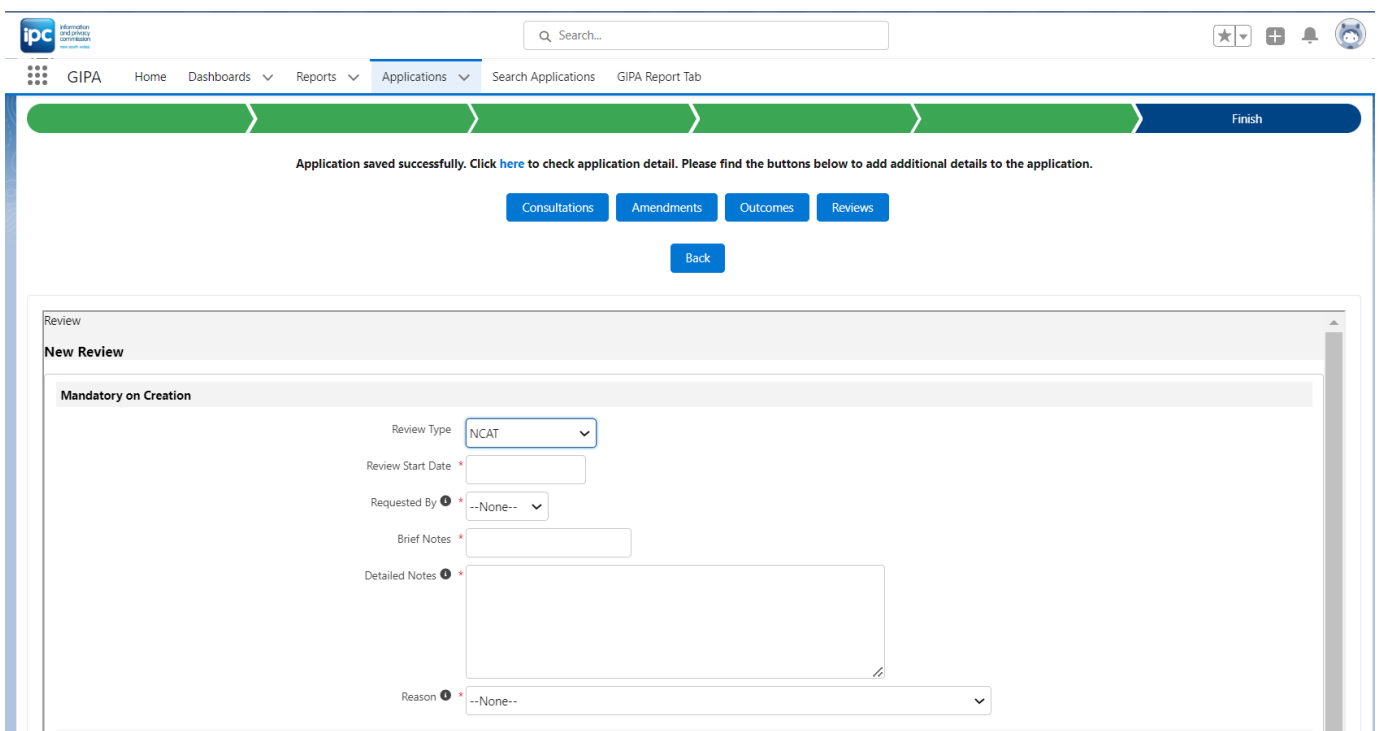 ipc information
and privacy
commission
new south wales
Search...
GIPA Home Dashboards Reports Applications Search Applications GIPA Report Tab
Finish
Application saved successfully. Click here to check application detail. Please find the buttons below to add additional details to the application.
Consultations Amendments Outcomes Reviews
Back
Review
New Review
Mandatory on Creation
Review Type NCAT
Review Start Date *
Requested By * --None--
Brief Notes *
Detailed Notes *
Reason * --None--